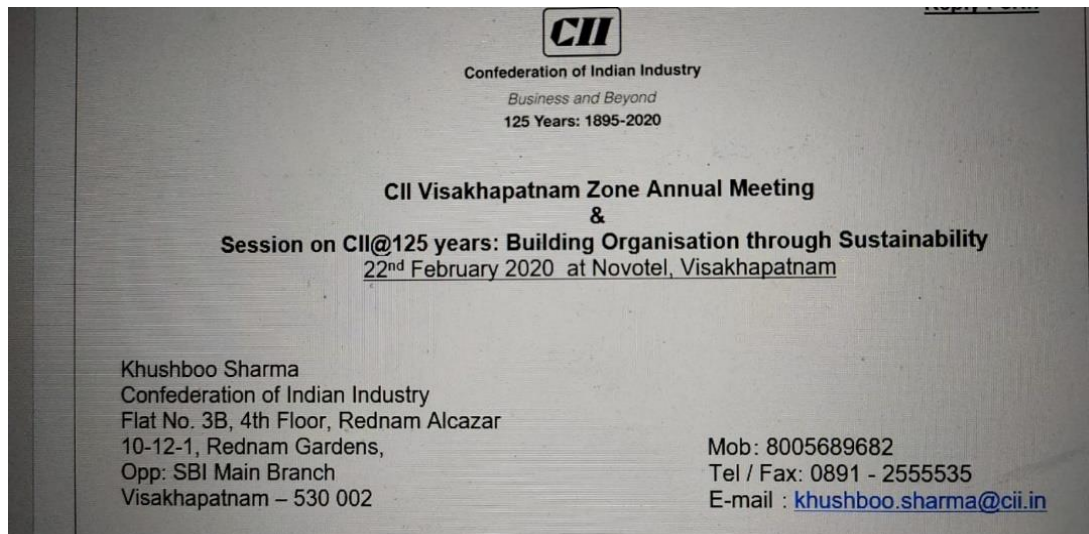 Reply Form
CII
Confederation of Indian Industry
Business and Beyond
125 Years: 1895-2020
CII Visakhapatnam Zone Annual Meeting
&
Session on CII@125 years: Building Organisation through Sustainability
22nd February 2020 at Novotel, Visakhapatnam
Khushboo Sharma
Confederation of Indian Industry
Flat No. 3B, 4th Floor, Rednam Alcazar
10-12-1, Rednam Gardens,
Opp: SBI Main Branch
Visakhapatnam – 530 002
Mob: 8005689682
Tel / Fax: 0891 - 2555535
E-mail : khushboo.sharma@cii.in